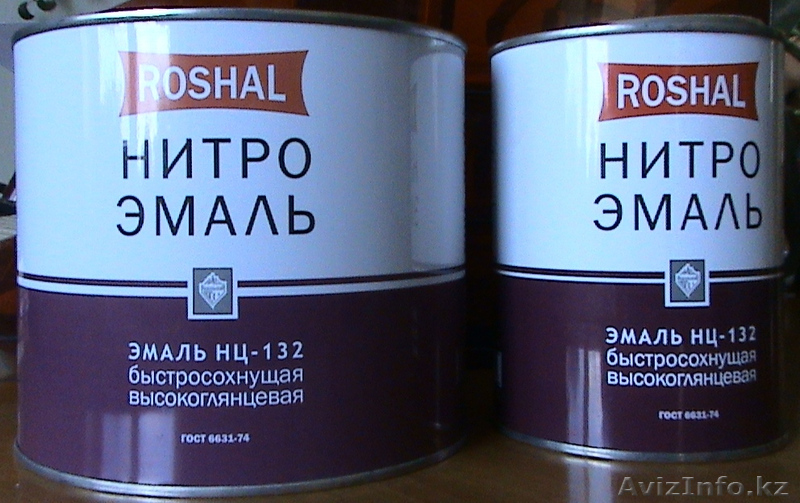 ROSHAL
НИТРО
ЭМАЛЬ
ЭМАЛЬ НЦ-132
быстросохнущая
высокоглянцевая
ГОСТ 6631-74
ROSHAL
НИТРО
ЭМАЛЬ
ЭМАЛЬ НЦ-132
быстросохнущая
высокоглянцевая
ГОСТ 6631-74
AvizInfo.kz